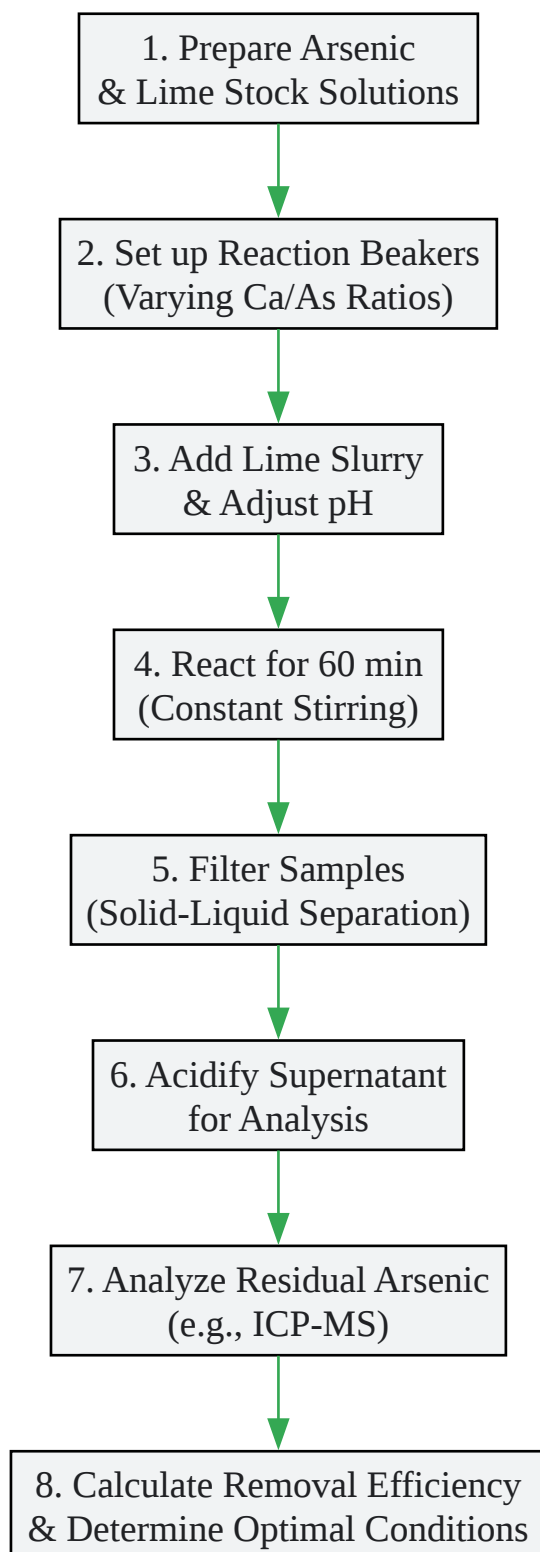 1. Prepare Arsenic
& Lime Stock Solutions
2. Set up Reaction Beakers
(Varying Ca/As Ratios)
3. Add Lime Slurry
& Adjust pH
4. React for 60 min
(Constant Stirring)
5. Filter Samples
(Solid-Liquid Separation)
6. Acidify Supernatant
for Analysis
7. Analyze Residual Arsenic
(e.g., ICP-MS)
8. Calculate Removal Efficiency
& Determine Optimal Conditions